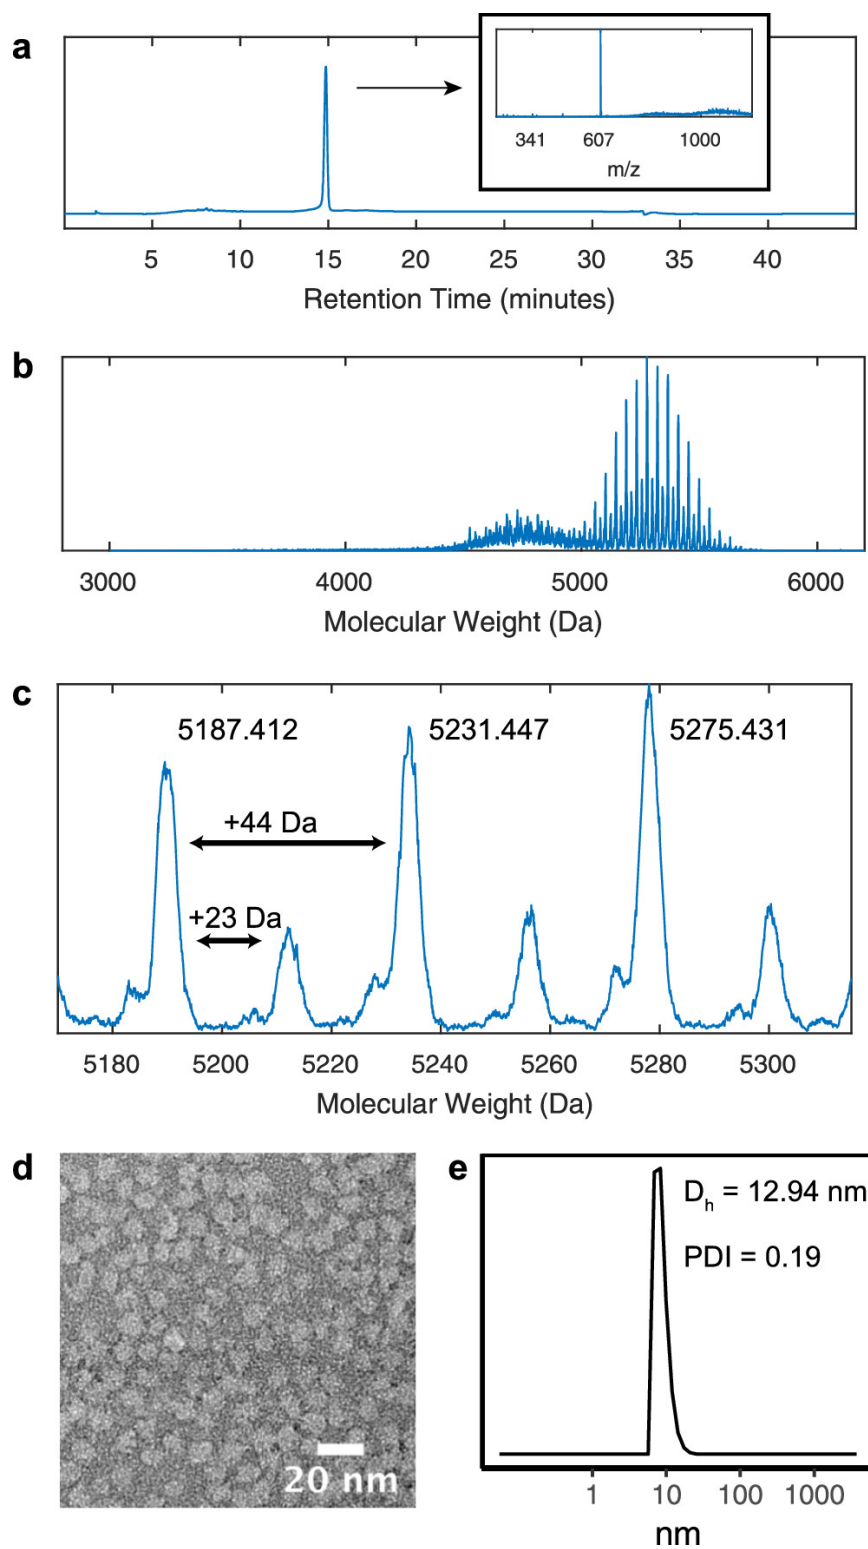 a
341 607 1000
m/z
5 10 15 20 25 30 35 40
Retention Time (minutes)
b
3000 4000 5000 6000
Molecular Weight (Da)
c
5187.412 5231.447 5275.431
+44 Da
+23 Da
5180 5200 5220 5240 5260 5280 5300
Molecular Weight (Da)
d
20 nm
e
Dₕ = 12.94 nm
PDI = 0.19
1 10 100 1000
nm